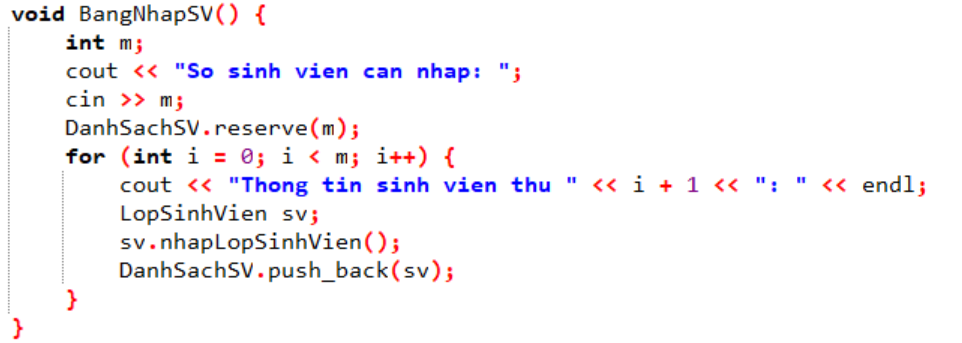 void BangNhapSV() {
    int m;
    cout << "So sinh vien can nhap: ";
    cin >> m;
    DanhSachSV.reserve(m);
    for (int i = 0; i < m; i++) {
        cout << "Thong tin sinh vien thu " << i + 1 << ": " << endl;
        LopSinhVien sv;
        sv.nhapLopSinhVien();
        DanhSachSV.push_back(sv);
    }
}